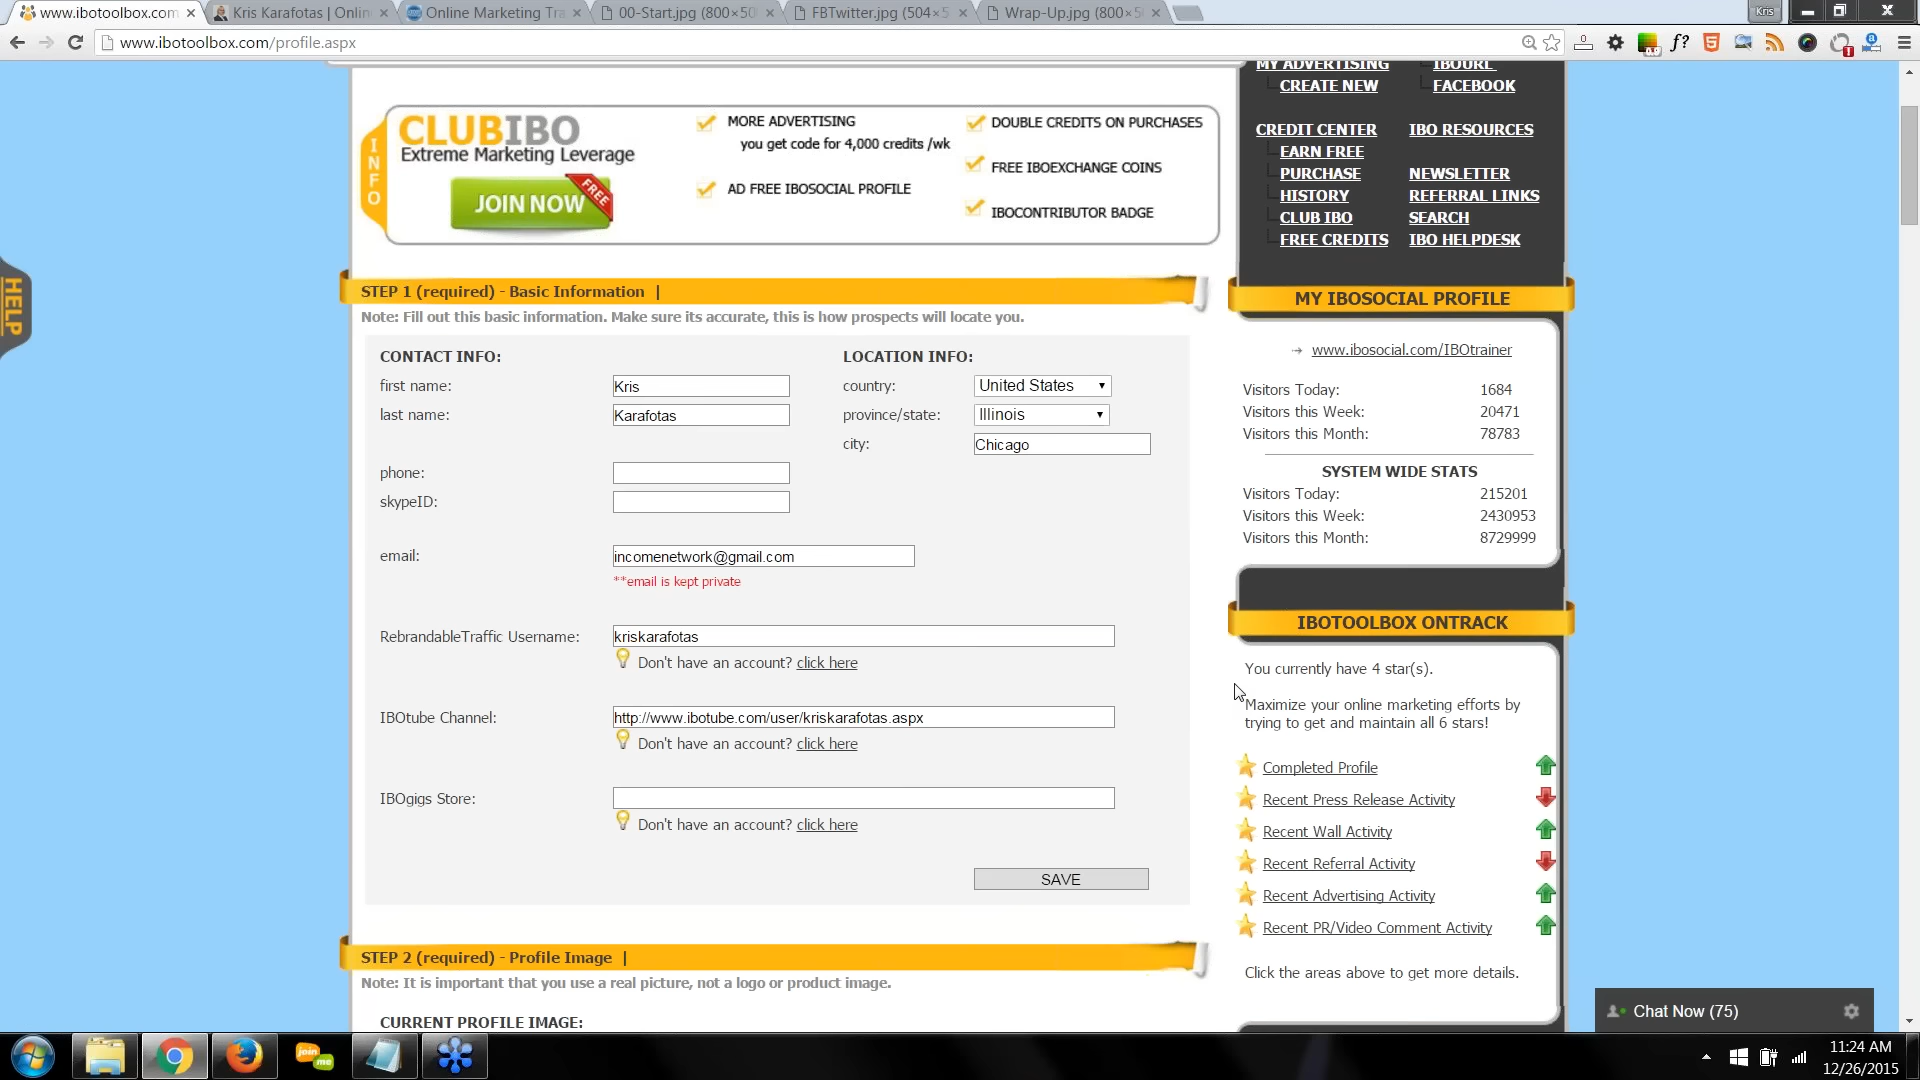 www.ibotoolbox.com
Kris Karafotas | Onlin
Online Marketing Tra
00-Start.jpg (800×50
FBTwitter.jpg (504×5
Wrap-Up.jpg (800×5
Kris
www.ibotoolbox.com/profile.aspx
MY ADVERTISING
IBOURL
CREATE NEW
FACEBOOK
CREDIT CENTER
IBO RESOURCES
EARN FREE
PURCHASE
NEWSLETTER
HISTORY
REFERRAL LINKS
CLUB IBO
SEARCH
FREE CREDITS
IBO HELPDESK
INFO
CLUBIBO
Extreme Marketing Leverage
JOIN NOW
FREE
MORE ADVERTISING
you get code for 4,000 credits /wk
AD FREE IBOSOCIAL PROFILE
DOUBLE CREDITS ON PURCHASES
FREE IBOEXCHANGE COINS
IBOCONTRIBUTOR BADGE
HELP
STEP 1 (required) - Basic Information |
Note: Fill out this basic information. Make sure its accurate, this is how prospects will locate you.
CONTACT INFO:
LOCATION INFO:
first name:
Kris
country:
United States
last name:
Karafotas
province/state:
Illinois
city:
Chicago
phone:
skypeID:
email:
incomenetwork@gmail.com
**email is kept private
RebrandableTraffic Username:
kriskarafotas
Don't have an account? click here
IBOtube Channel:
http://www.ibotube.com/user/kriskarafotas.aspx
Don't have an account? click here
IBOgigs Store:
Don't have an account? click here
SAVE
STEP 2 (required) - Profile Image |
Note: It is important that you use a real picture, not a logo or product image.
CURRENT PROFILE IMAGE:
MY IBOSOCIAL PROFILE
www.ibosocial.com/IBOtrainer
Visitors Today: 1684
Visitors this Week: 20471
Visitors this Month: 78783
SYSTEM WIDE STATS
Visitors Today: 215201
Visitors this Week: 2430953
Visitors this Month: 8729999
IBOTOOLBOX ONTRACK
You currently have 4 star(s).
Maximize your online marketing efforts by
trying to get and maintain all 6 stars!
Completed Profile
Recent Press Release Activity
Recent Wall Activity
Recent Referral Activity
Recent Advertising Activity
Recent PR/Video Comment Activity
Click the areas above to get more details.
Chat Now (75)
join me
11:24 AM
12/26/2015